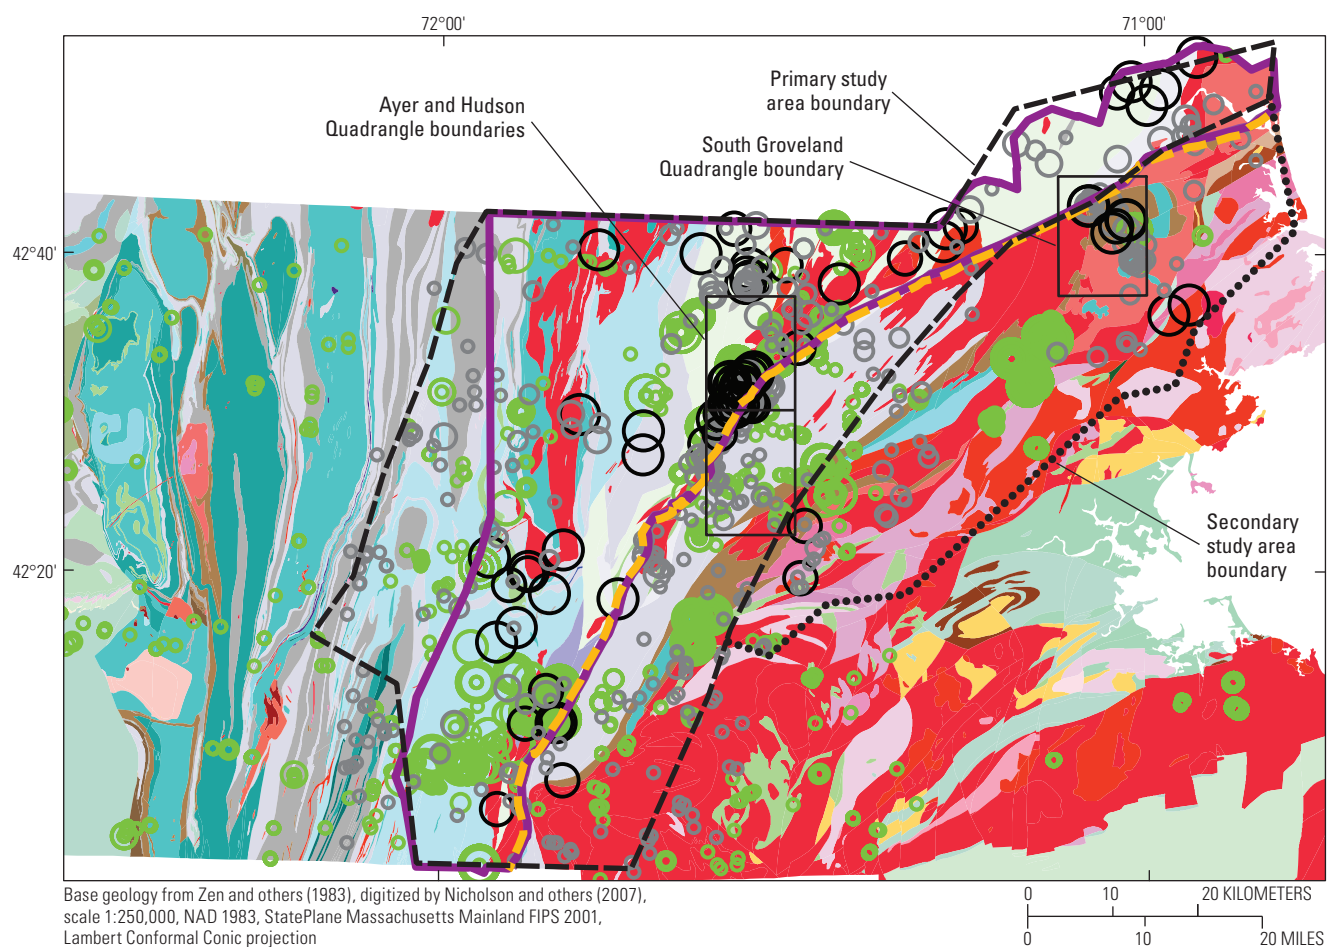 72°00'
71°00'
Primary study
area boundary
Ayer and Hudson
Quadrangle boundaries
South Groveland
Quadrangle boundary
42°40'
42°20'
Secondary
study area
boundary
Base geology from Zen and others (1983), digitized by Nicholson and others (2007),
scale 1:250,000, NAD 1983, StatePlane Massachusetts Mainland FIPS 2001,
Lambert Conformal Conic projection
0 10 20 KILOMETERS
0 10 20 MILES